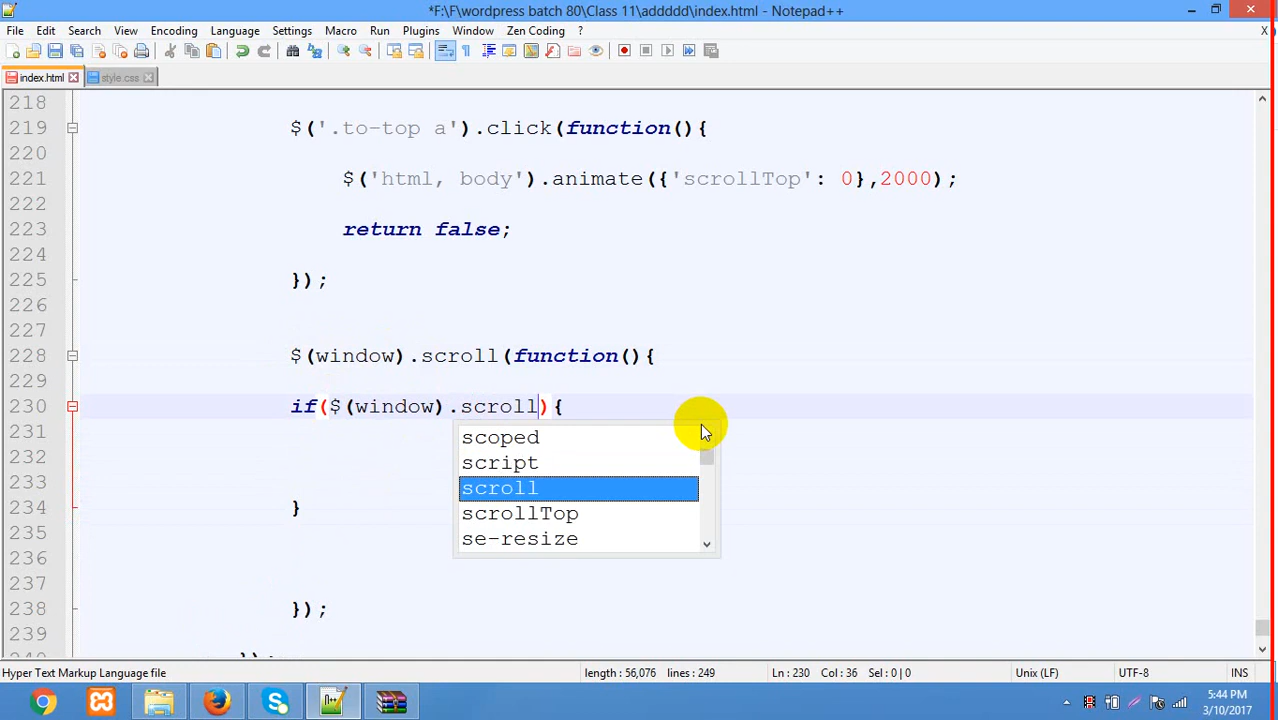 *F:\F\wordpress batch 80\Class 11\addddd\index.html - Notepad++
File Edit Search View Encoding Language Settings Macro Run Plugins Window Zen Coding ? X
index.html style.css
218
219 $('.to-top a').click(function(){
220
221 $('html, body').animate({'scrollTop': 0},2000);
222
223 return false;
224
225 });
226
227
228 $(window).scroll(function(){
229
230 if($(window).scroll){
231 scoped
232 script
233 scroll
234 } scrollTop
235 se-resize
236
237
238 });
239
});
Hyper Text Markup Language file length : 56,076 lines : 249 Ln : 230 Col : 36 Sel : 0 | 0 Unix (LF) UTF-8 INS
5:44 PM
3/10/2017